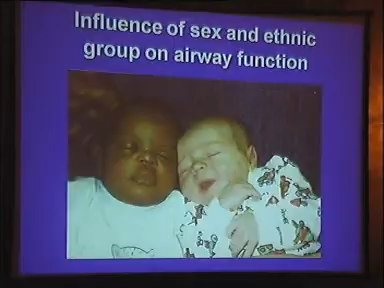 Influence of sex and ethnic
group on airway function